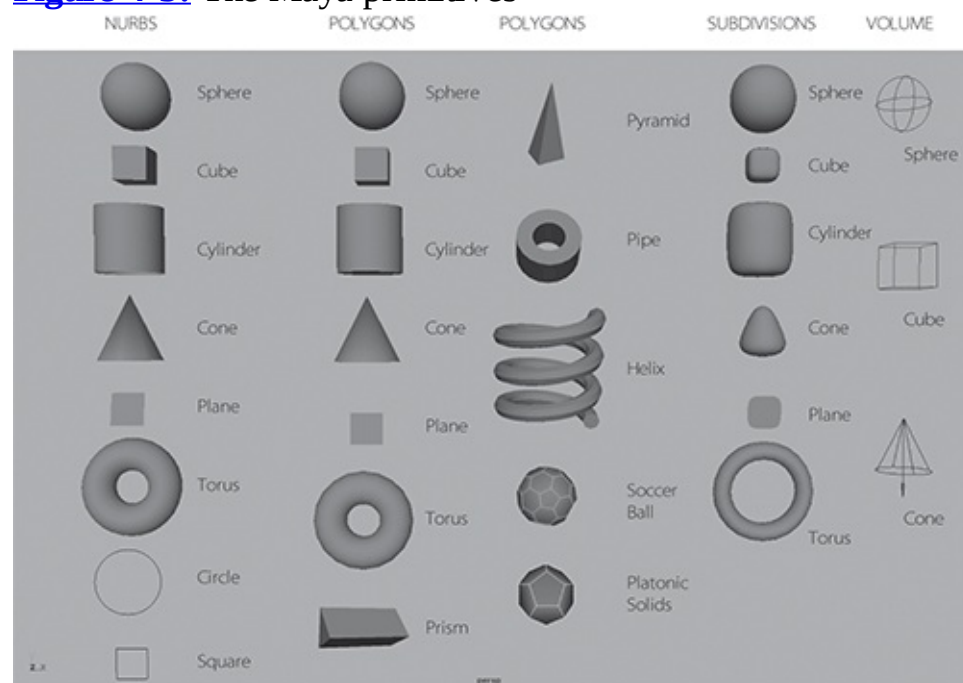 The Maya primitives
NURBS
Sphere
Cube
Cylinder
Cone
Plane
Torus
Circle
Square
POLYGONS
Sphere
Cube
Cylinder
Cone
Plane
Torus
Prism
POLYGONS
Pyramid
Pipe
Helix
Soccer
Ball
Platonic
Solids
SUBDIVISIONS
Sphere
Cube
Cylinder
Cone
Plane
Torus
VOLUME
Sphere
Cube
Cone
persp